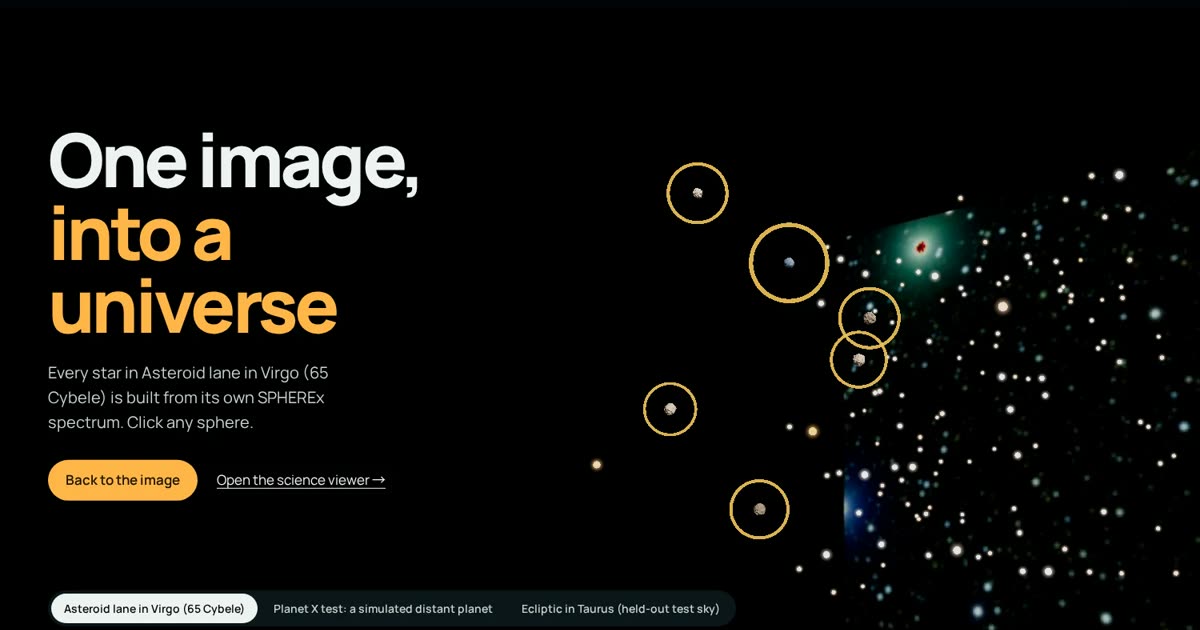 One image,
into a
universe
Every star in Asteroid lane in Virgo (65
Cybele) is built from its own SPHEREx
spectrum. Click any sphere.
Back to the image
Open the science viewer →
Asteroid lane in Virgo (65 Cybele)
Planet X test: a simulated distant planet
Ecliptic in Taurus (held-out test sky)